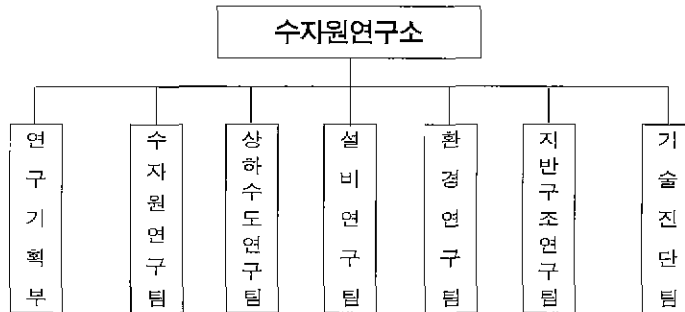 수자원연구소
연구기획부
수자원연구팀
상하수도연구팀
설비연구팀
환경연구팀
지반구조연구팀
기술진단팀